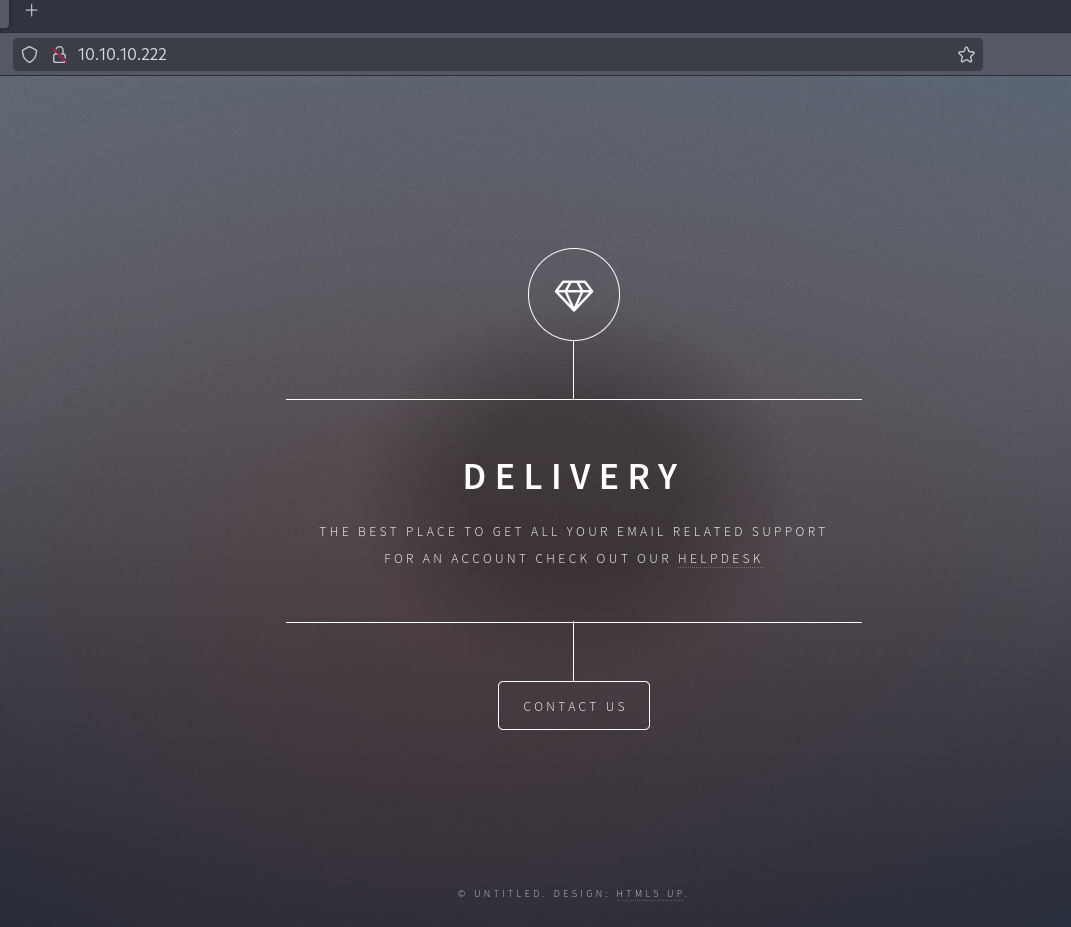 10.10.10.222
DELIVERY
THE BEST PLACE TO GET ALL YOUR EMAIL RELATED SUPPORT
FOR AN ACCOUNT CHECK OUT OUR HELPDESK
CONTACT US
© UNTITLED. DESIGN: HTML5 UP.